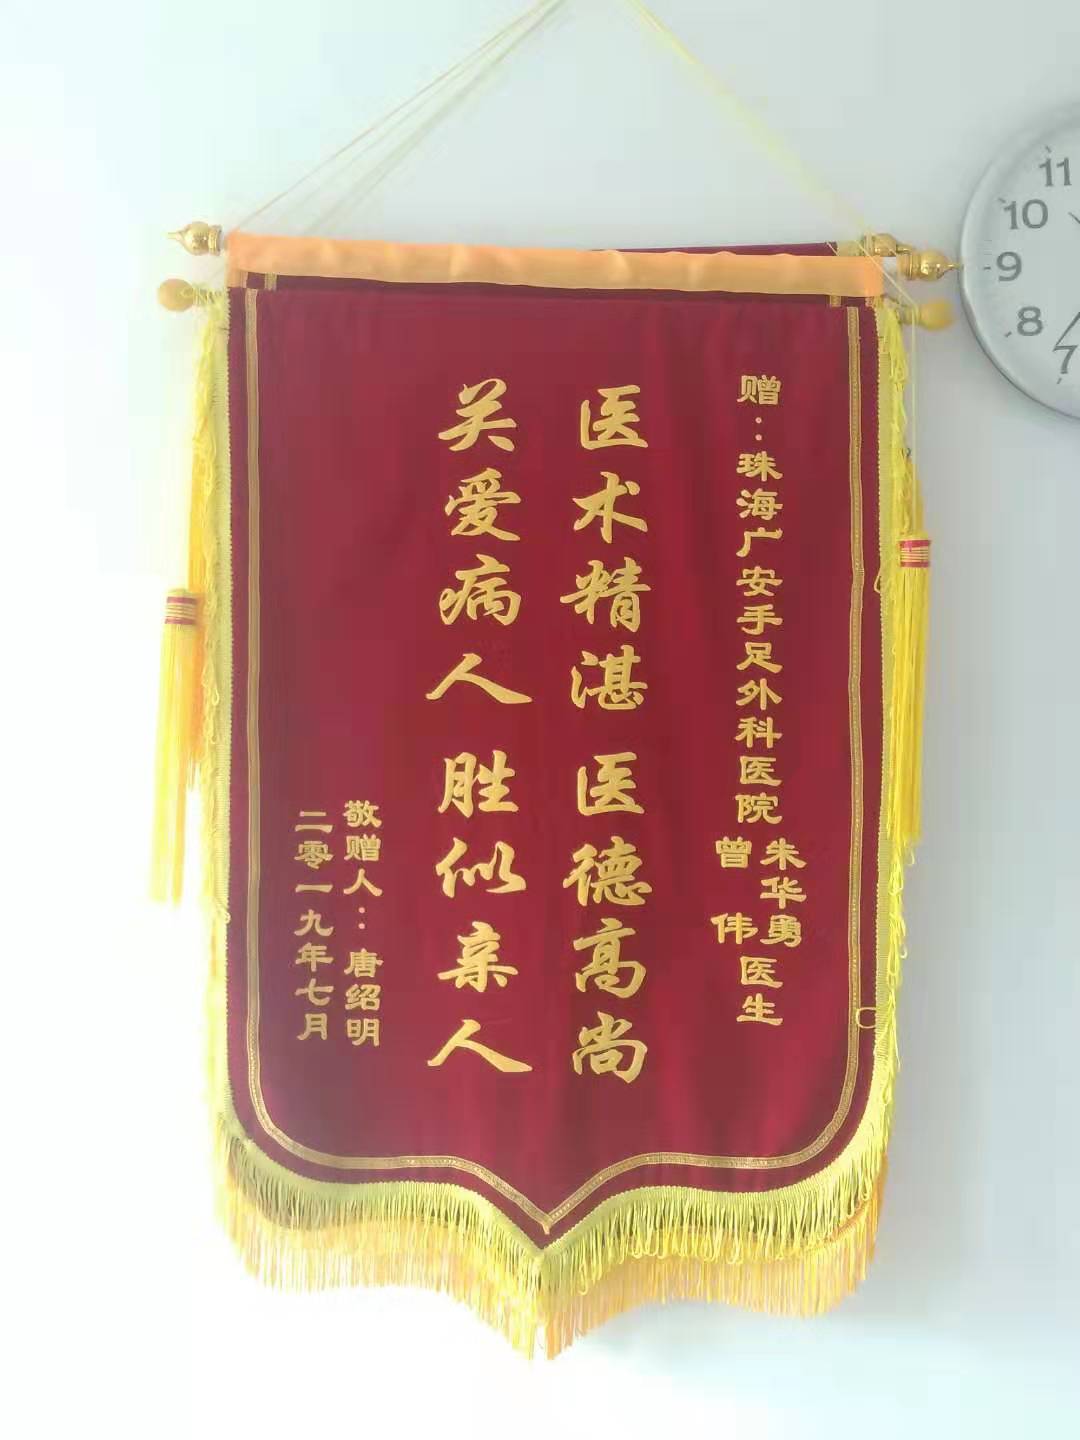 赠：珠海广安手足外科医院
朱华勇
曾伟
医生
医术精湛 医德高尚
关爱病人 胜似亲人
敬赠人：唐绍明
二零一九年七月
11
10
9
8
7